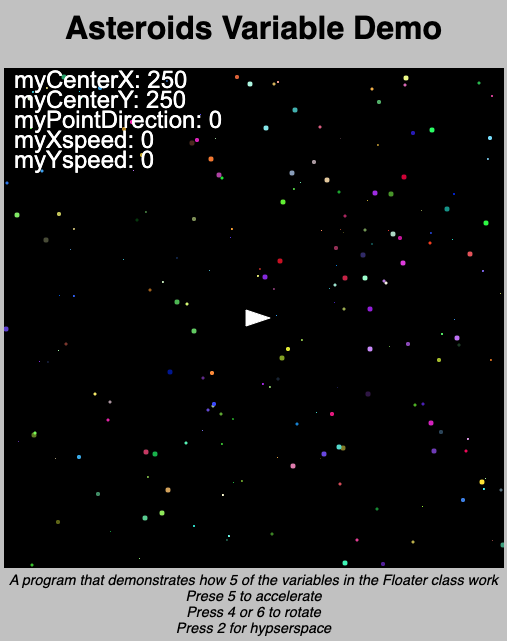 Asteroids Variable Demo
myCenterX: 250
myCenterY: 250
myPointDirection: 0
myXspeed: 0
myYspeed: 0
A program that demonstrates how 5 of the variables in the Floater class work
Prese 5 to accelerate
Press 4 or 6 to rotate
Press 2 for hypserspace